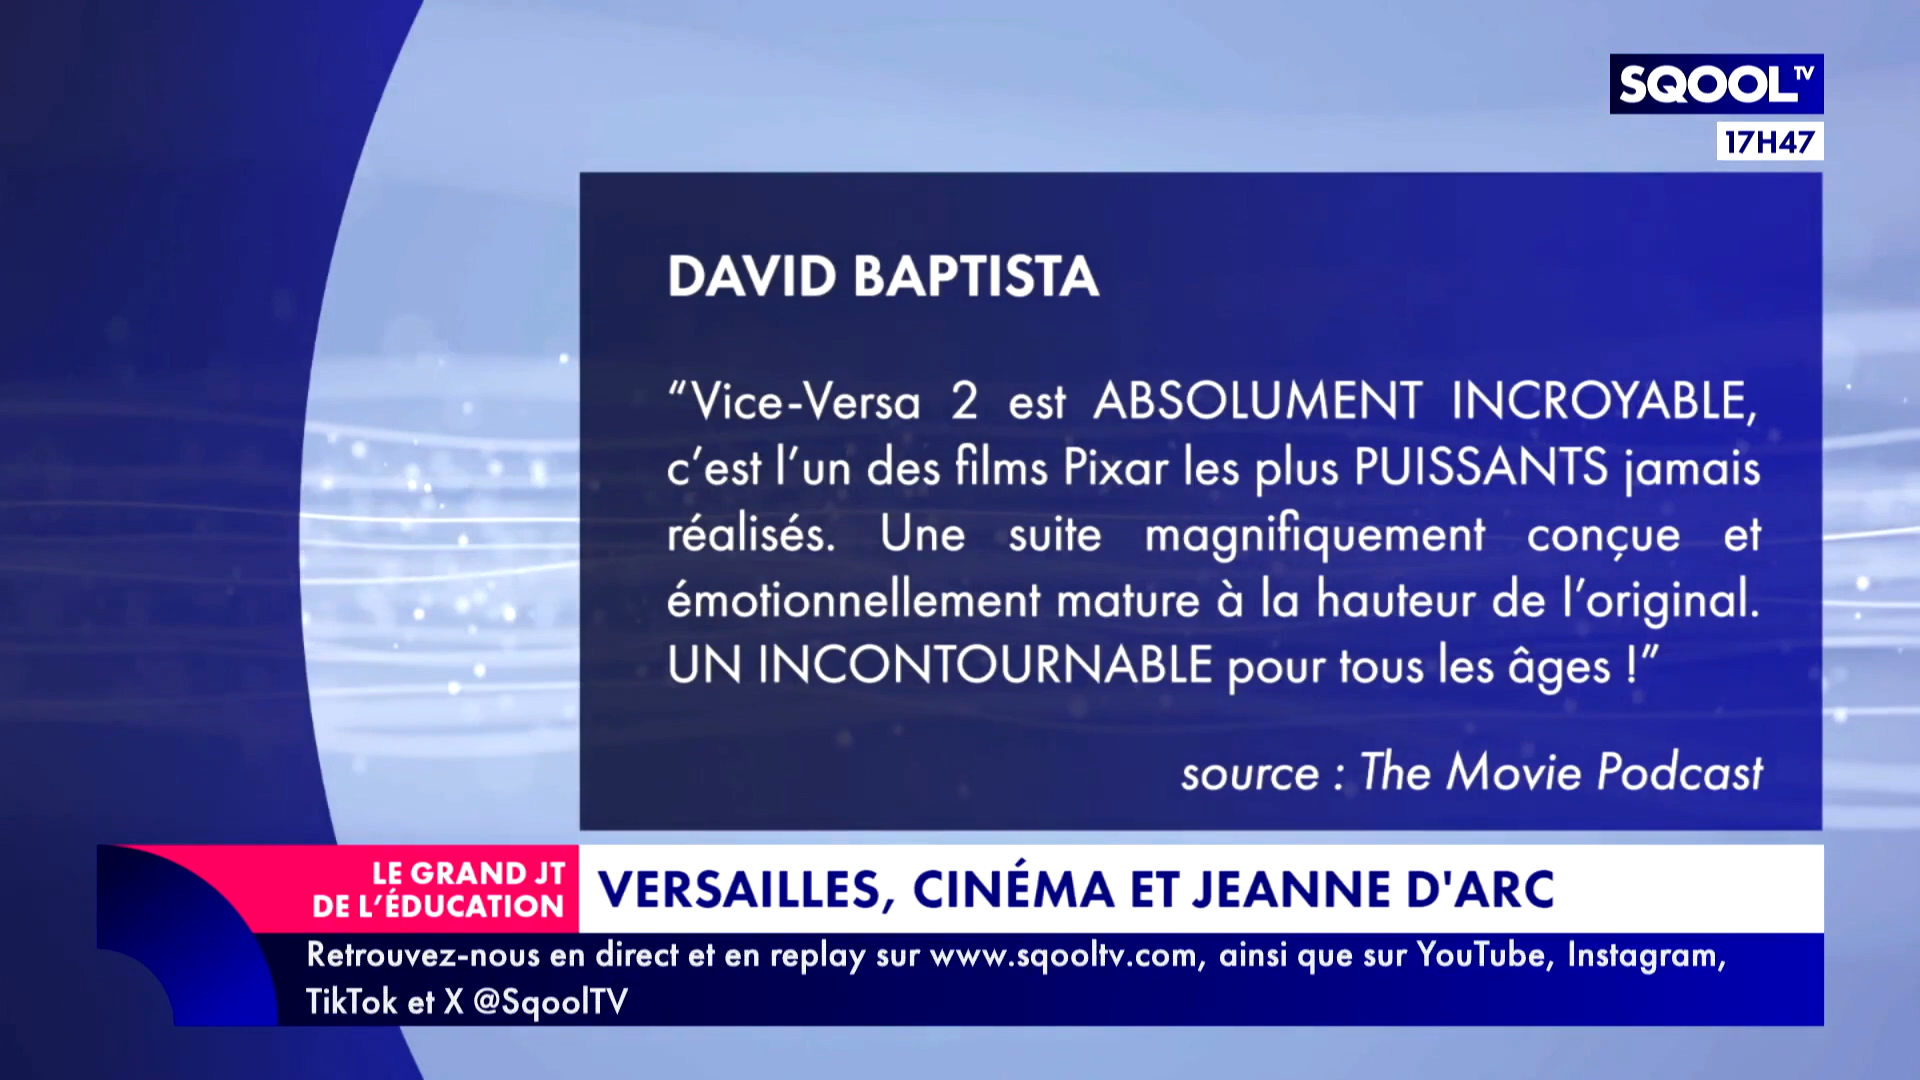 SQOOL TV
17H47
DAVID BAPTISTA
“Vice-Versa 2 est ABSOLUMENT INCROYABLE,
c’est l’un des films Pixar les plus PUISSANTS jamais
réalisés. Une suite magnifiquement conçue et
émotionnellement mature à la hauteur de l’original.
UN INCONTOURNABLE pour tous les âges !”
source : The Movie Podcast
LE GRAND JT
DE L’ÉDUCATION
VERSAILLES, CINÉMA ET JEANNE D'ARC
Retrouvez-nous en direct et en replay sur www.sqooltv.com, ainsi que sur YouTube, Instagram,
TikTok et X @SqoolTV